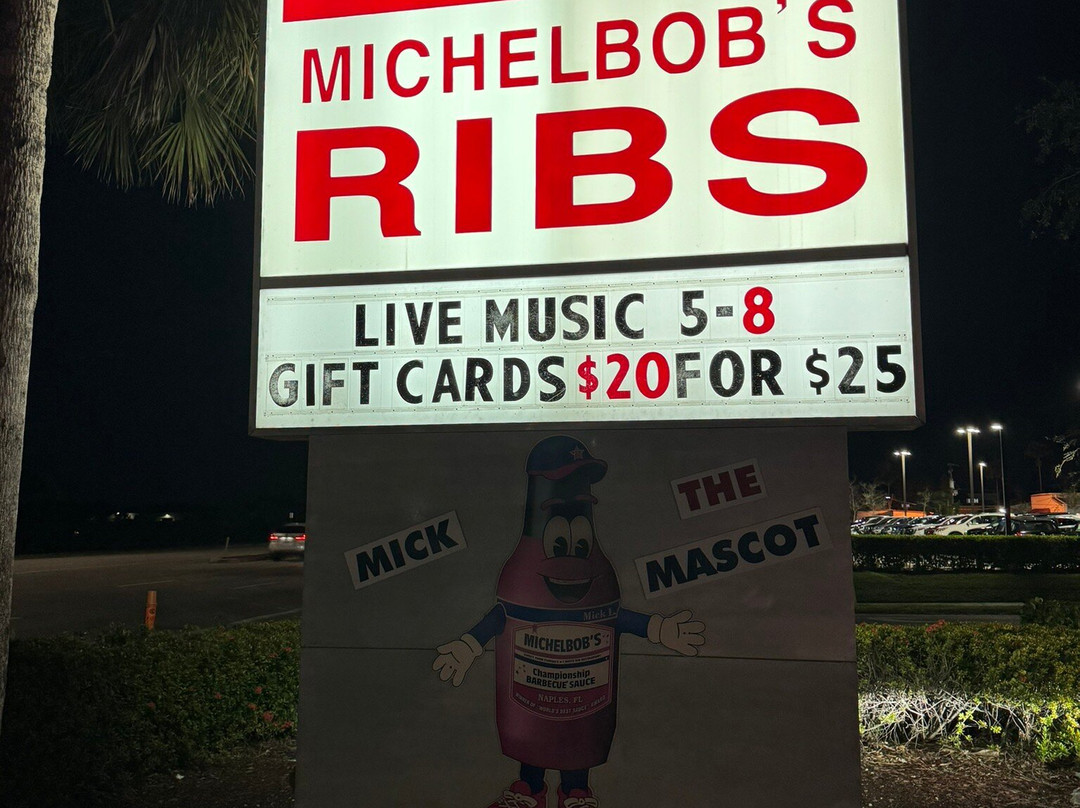 MICHELBOB'S
RIBS
LIVE MUSIC 5-8
GIFT CARDS $20 FOR $25
MICK
THE
MASCOT
Mick
MICHELBOB'S
Championship
BARBECUE SAUCE
NAPLES, FL